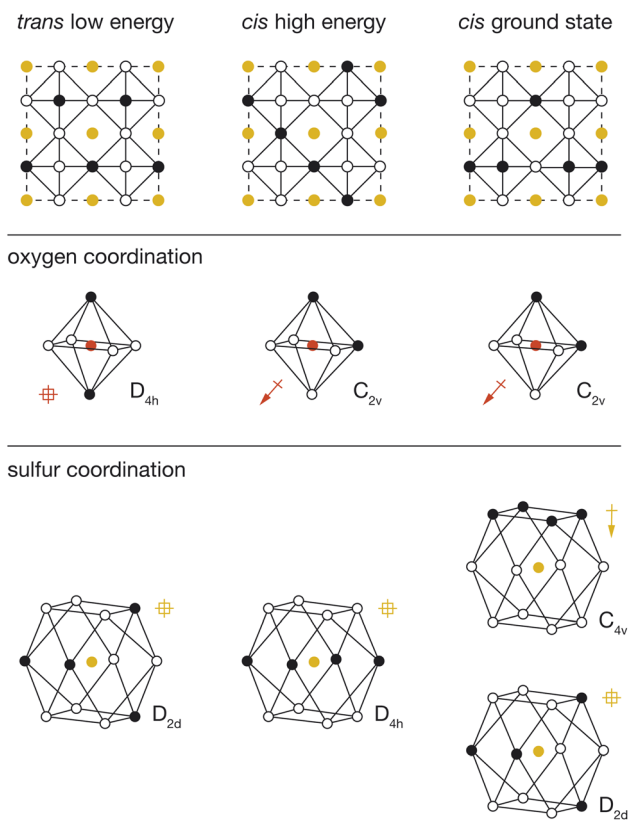 trans low energy
cis high energy
cis ground state
oxygen coordination
D4h
C2v
C2v
sulfur coordination
C4v
D2d
D4h
D2d